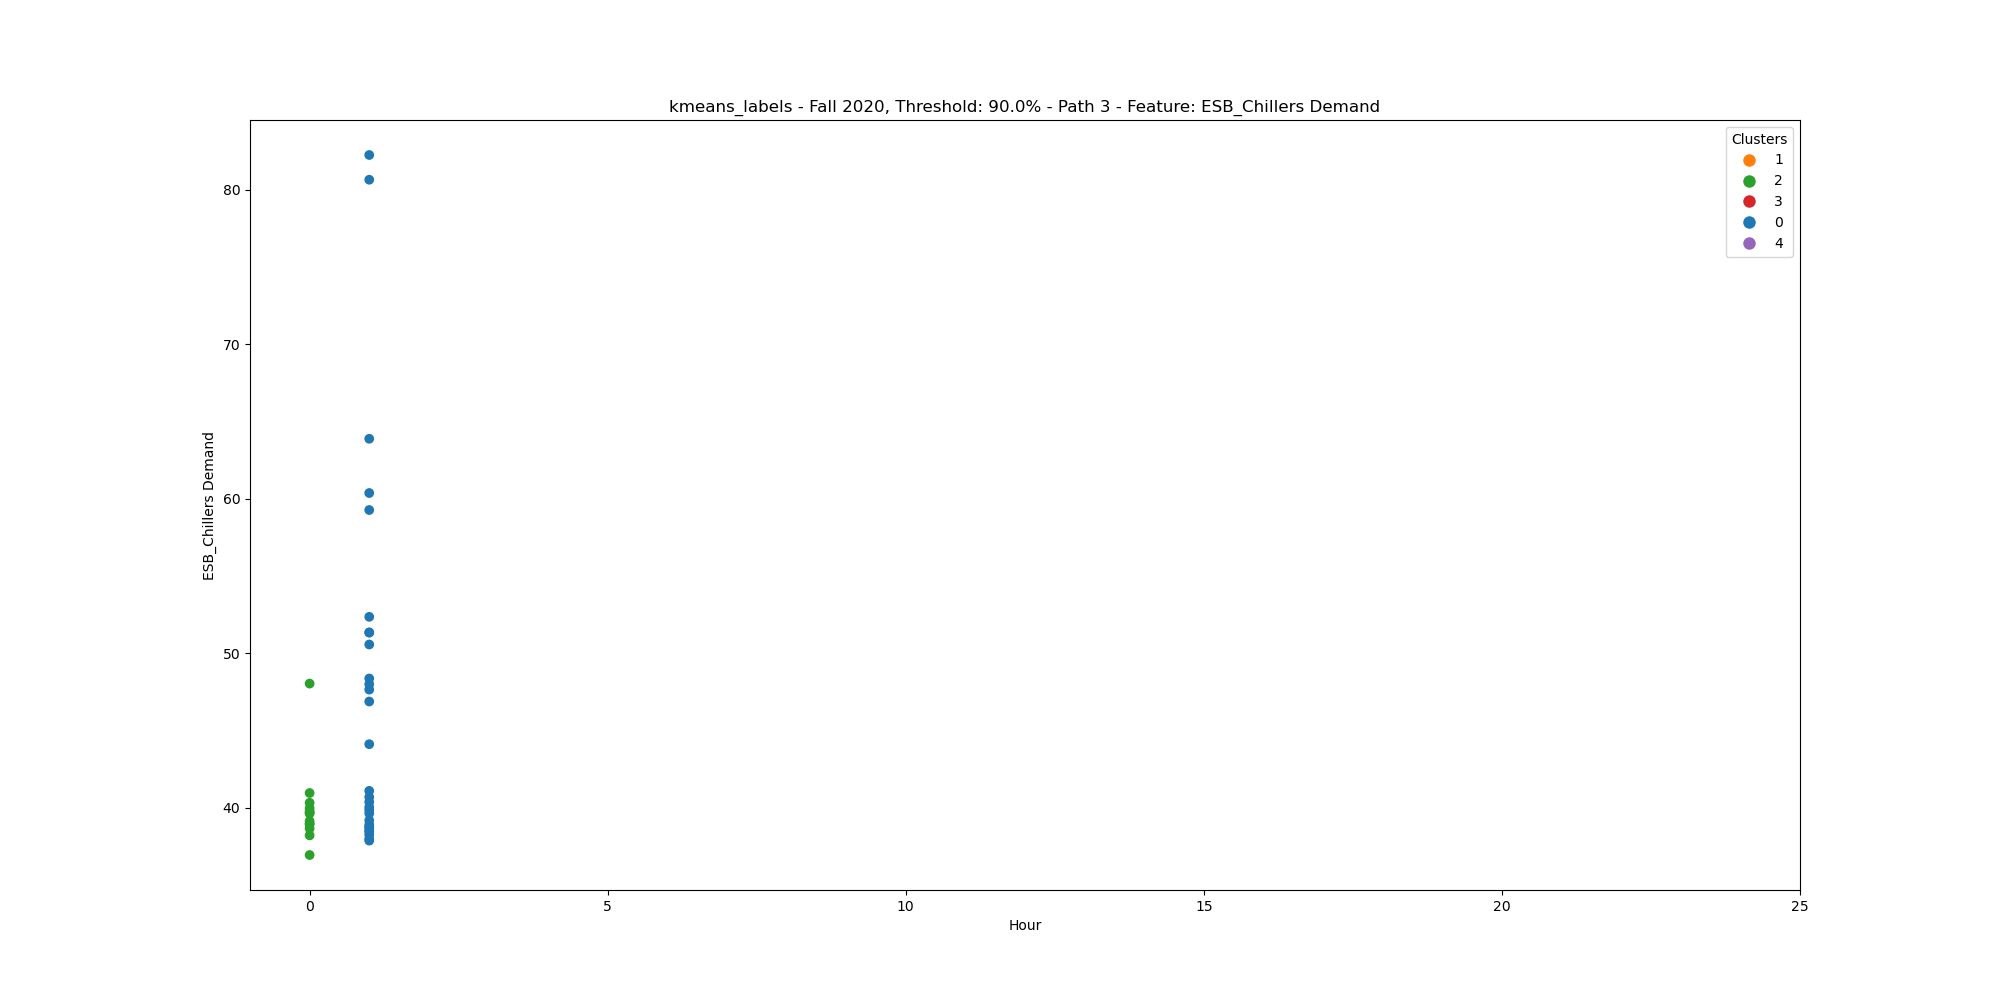 kmeans_labels - Fall 2020, Threshold: 90.0% - Path 3 - Feature: ESB_Chillers Demand
Clusters
1
2
3
0
4
80
70
60
50
40
ESB_Chillers Demand
0 5 10 15 20 25
Hour